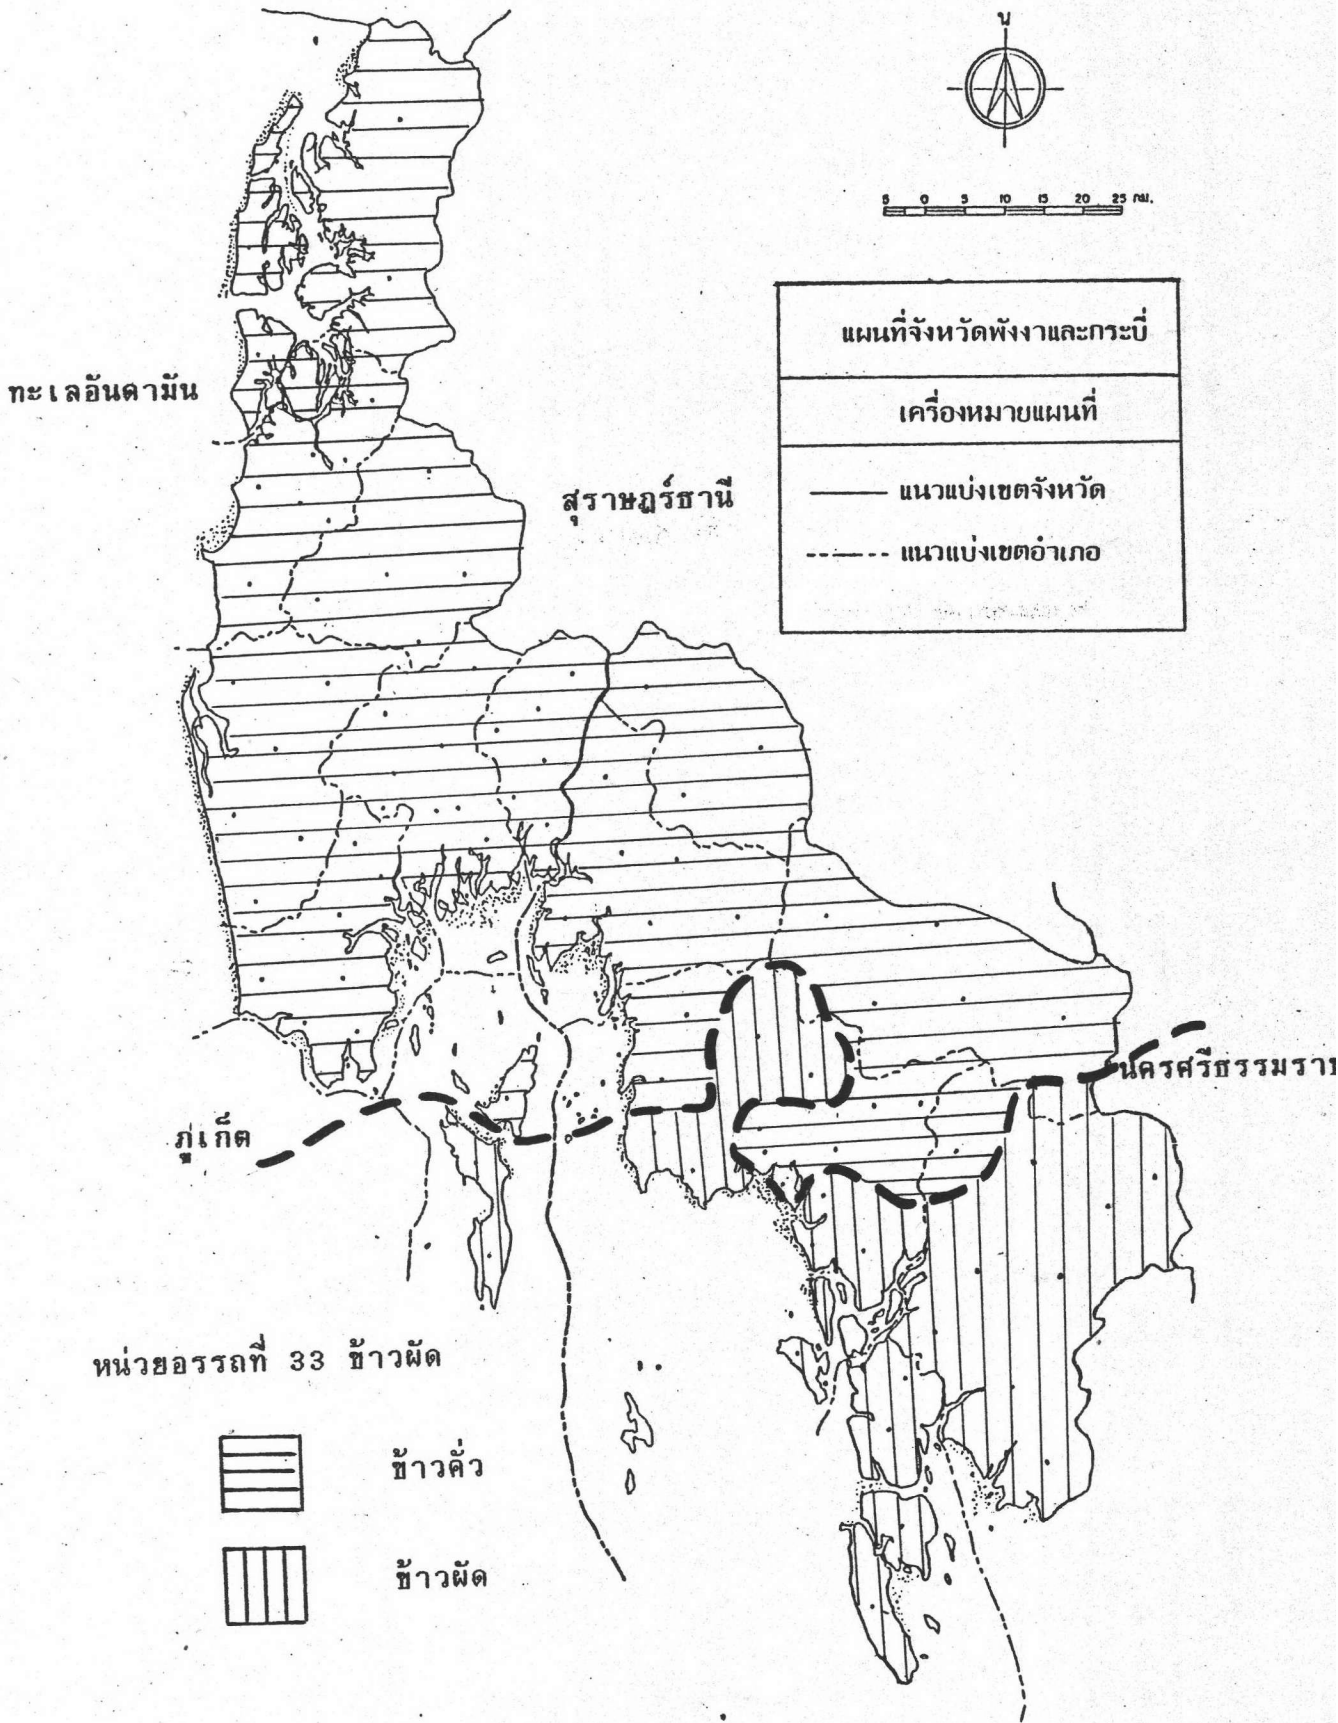 น
5 0 5 10 15 20 25 กม.
แผนที่จังหวัดพังงาและกระบี่
เครื่องหมายแผนที่
แนวแบ่งเขตจังหวัด
แนวแบ่งเขตอำเภอ
ทะเลอันดามัน
สุราษฎร์ธานี
นครศรีธรรมราช
ภูเก็ต
หน่วยอรรถที่ 33 ข้าวผัด
ข้าวคั่ว
ข้าวผัด